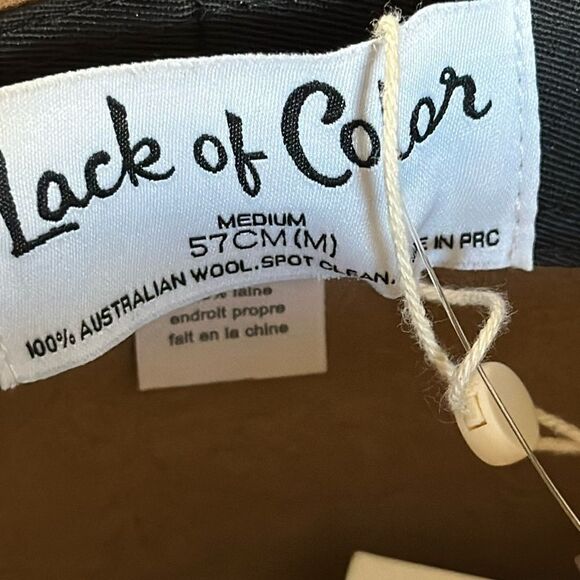 Lack of Color
MEDIUM
57CM (M)
IN PRC
100% AUSTRALIAN WOOL. SPOT CLEAN.
% laine
endroit propre
fait en la chine